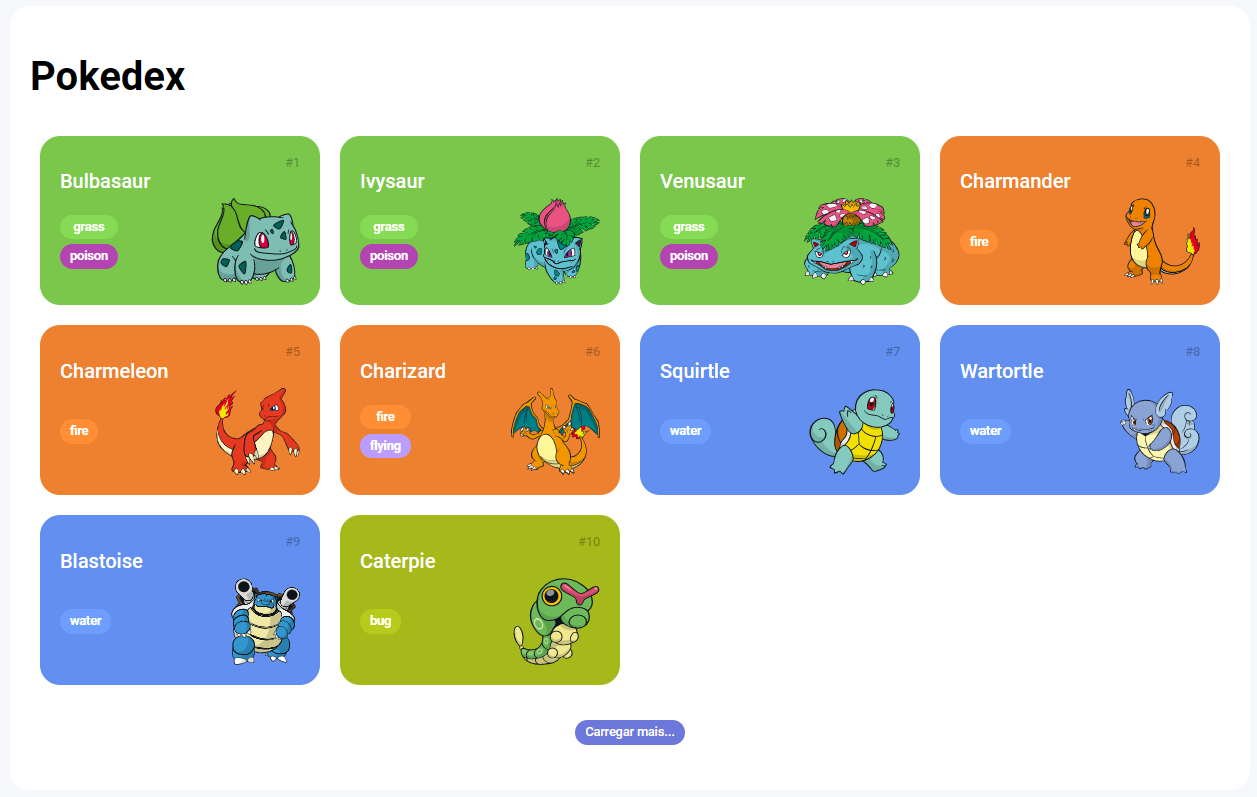 Pokedex
#1
Bulbasaur
grass
poison
#2
Ivysaur
grass
poison
#3
Venusaur
grass
poison
#4
Charmander
fire
#5
Charmeleon
fire
#6
Charizard
fire
flying
#7
Squirtle
water
#8
Wartortle
water
#9
Blastoise
water
#10
Caterpie
bug
Carregar mais...